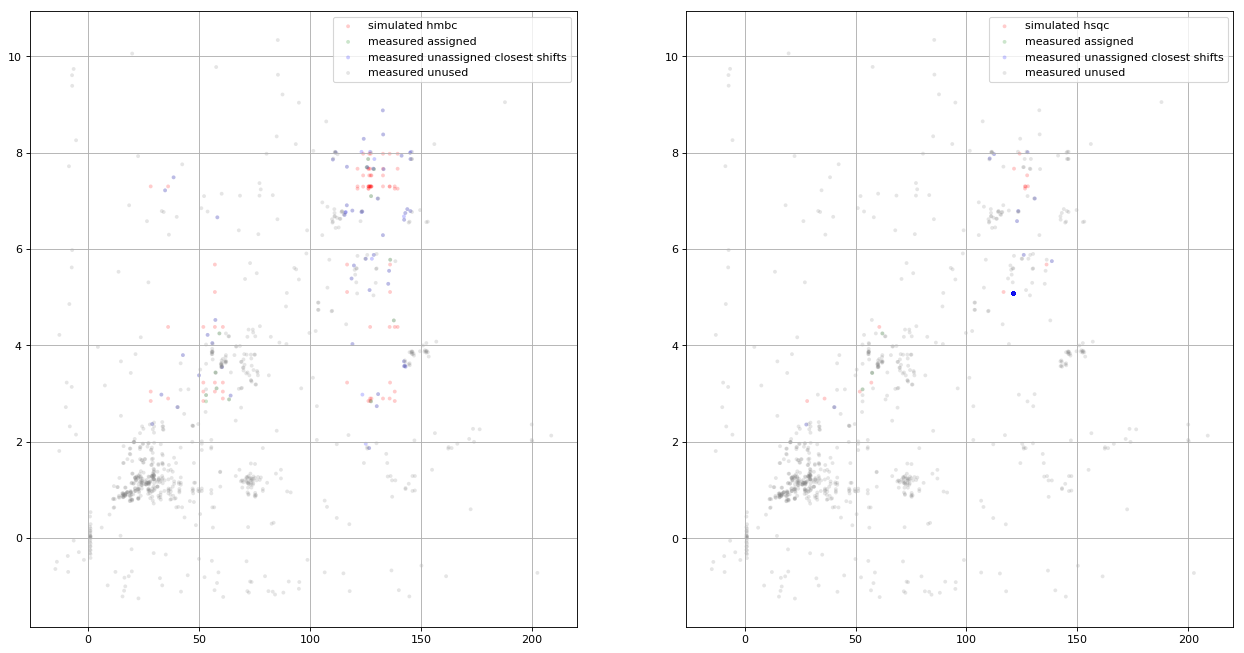 simulated hmbc
measured assigned
measured unassigned closest shifts
measured unused
10
8
6
4
2
0
0 50 100 150 200
simulated hsqc
measured assigned
measured unassigned closest shifts
measured unused
10
8
6
4
2
0
0 50 100 150 200